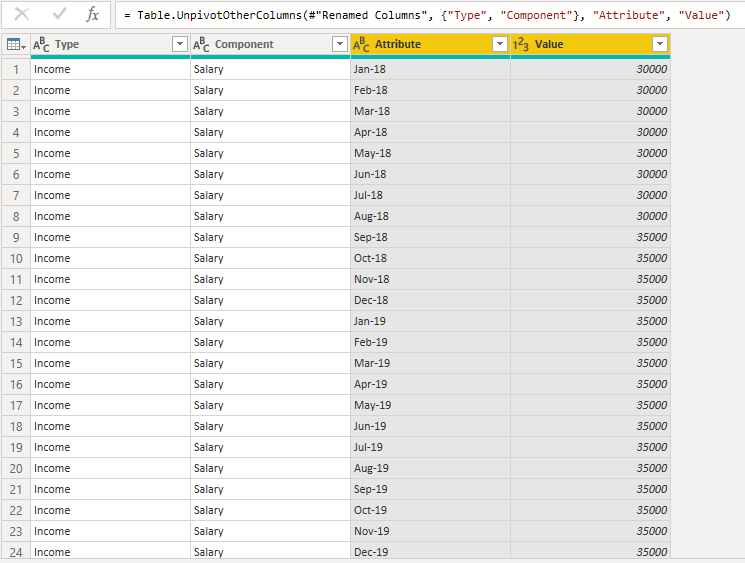 fx = Table.UnpivotOtherColumns(#"Renamed Columns", {"Type", "Component"}, "Attribute", "Value")
ABC Type ABC Component ABC Attribute 123 Value
1 Income Salary Jan-18 30000
2 Income Salary Feb-18 30000
3 Income Salary Mar-18 30000
4 Income Salary Apr-18 30000
5 Income Salary May-18 30000
6 Income Salary Jun-18 30000
7 Income Salary Jul-18 30000
8 Income Salary Aug-18 30000
9 Income Salary Sep-18 35000
10 Income Salary Oct-18 35000
11 Income Salary Nov-18 35000
12 Income Salary Dec-18 35000
13 Income Salary Jan-19 35000
14 Income Salary Feb-19 35000
15 Income Salary Mar-19 35000
16 Income Salary Apr-19 35000
17 Income Salary May-19 35000
18 Income Salary Jun-19 35000
19 Income Salary Jul-19 35000
20 Income Salary Aug-19 35000
21 Income Salary Sep-19 35000
22 Income Salary Oct-19 35000
23 Income Salary Nov-19 35000
24 Income Salary Dec-19 35000